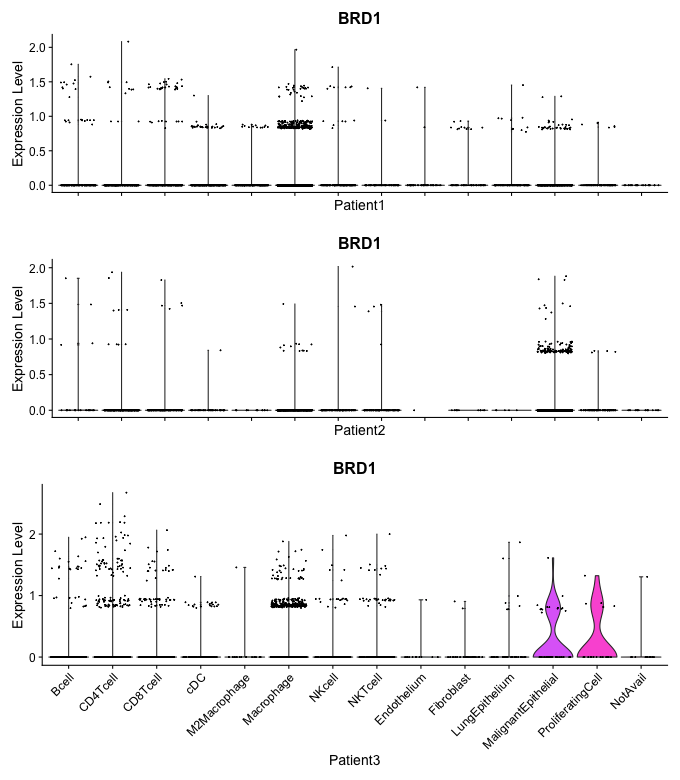 BRD1
Expression Level
2.0
1.5
1.0
0.5
0.0
Patient1
BRD1
Expression Level
2.0
1.5
1.0
0.5
0.0
Patient2
BRD1
Expression Level
2
1
0
Bcell
CD4Tcell
CD8Tcell
cDC
M2Macrophage
Macrophage
NKcell
NKTcell
Endothelium
Fibroblast
LungEpithelium
MalignantEpithelial
ProliferatingCell
NotAvail
Patient3